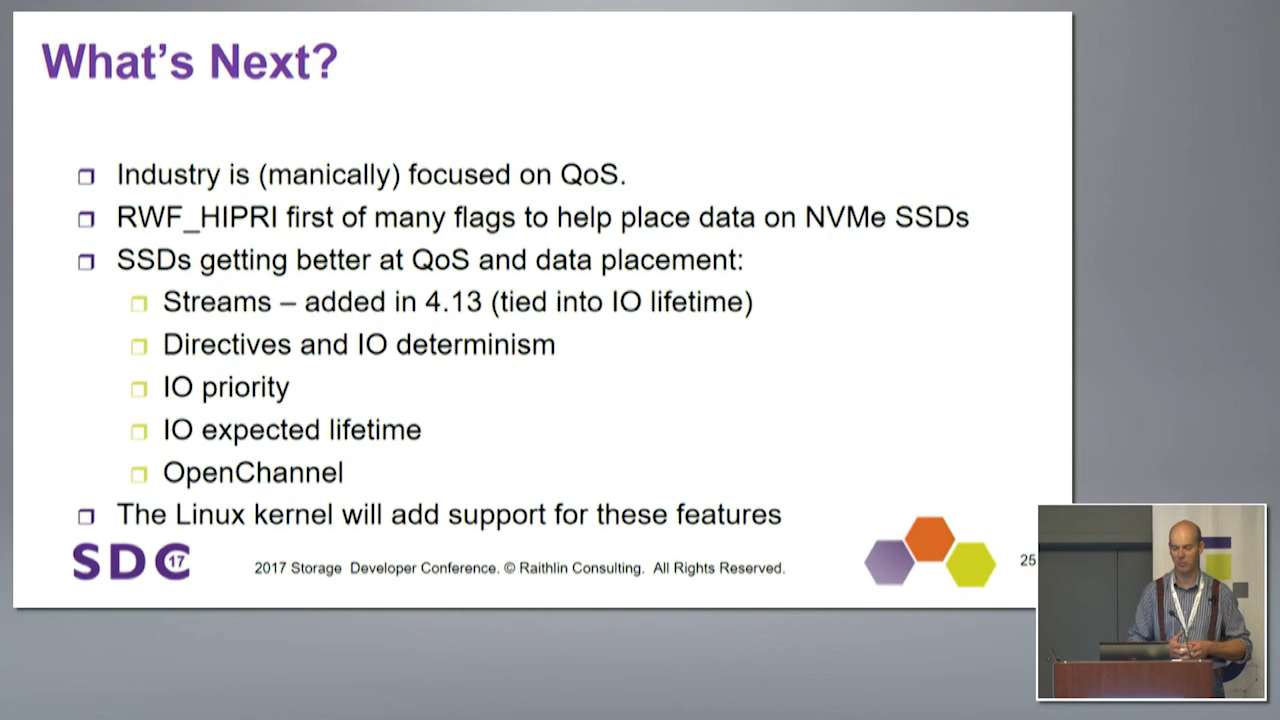 What's Next?
Industry is (manically) focused on QoS.
RWF_HIPRI first of many flags to help place data on NVMe SSDs
SSDs getting better at QoS and data placement:
Streams – added in 4.13 (tied into IO lifetime)
Directives and IO determinism
IO priority
IO expected lifetime
OpenChannel
The Linux kernel will add support for these features
SDC 17
2017 Storage Developer Conference. © Raithlin Consulting. All Rights Reserved.
25